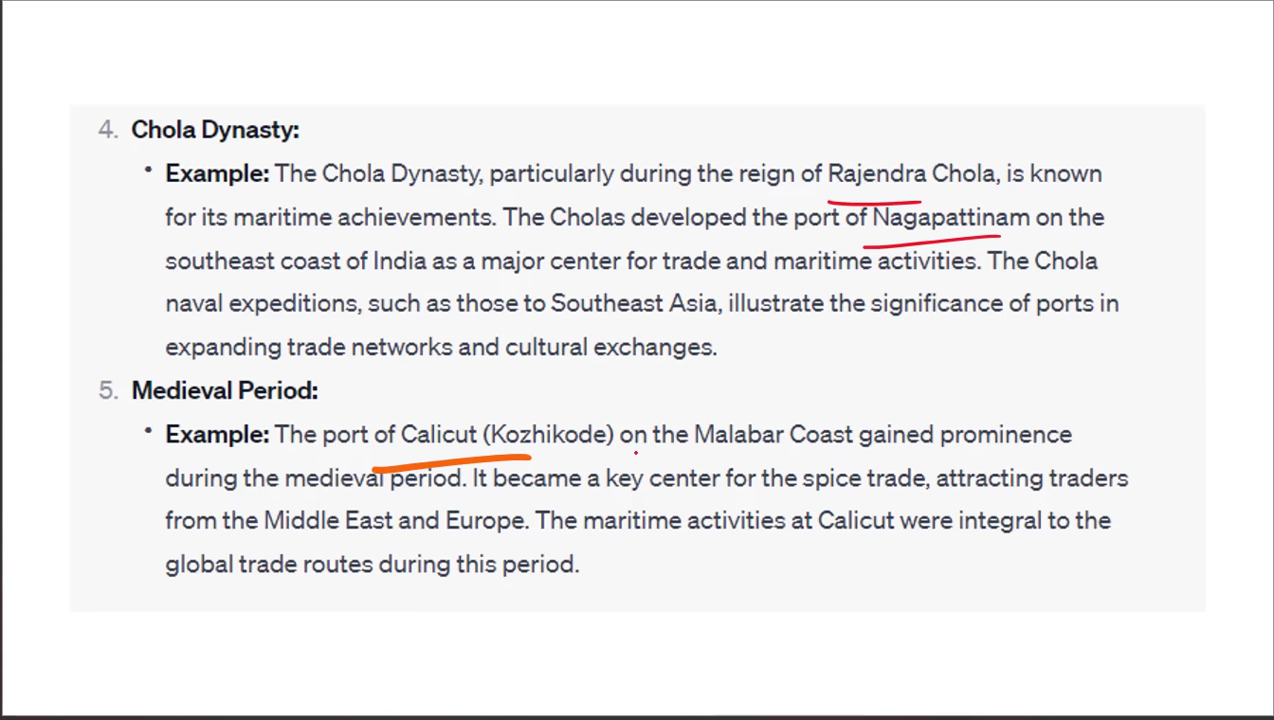 4. Chola Dynasty:
• Example: The Chola Dynasty, particularly during the reign of Rajendra Chola, is known
for its maritime achievements. The Cholas developed the port of Nagapattinam on the
southeast coast of India as a major center for trade and maritime activities. The Chola
naval expeditions, such as those to Southeast Asia, illustrate the significance of ports in
expanding trade networks and cultural exchanges.
5. Medieval Period:
• Example: The port of Calicut (Kozhikode) on the Malabar Coast gained prominence
during the medieval period. It became a key center for the spice trade, attracting traders
from the Middle East and Europe. The maritime activities at Calicut were integral to the
global trade routes during this period.